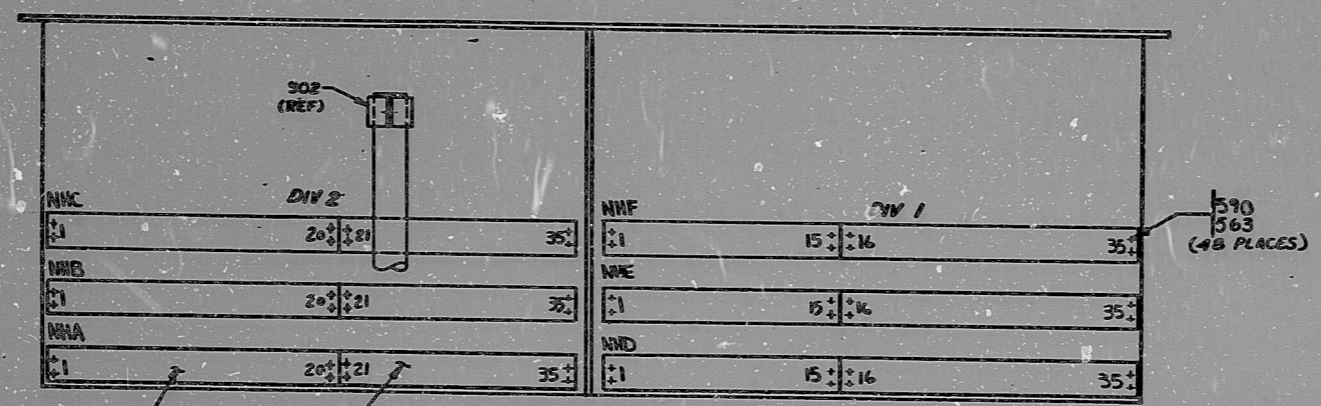 902
(REF)
NHC DIV 2
1 20 21 35
NHB
1 20 21 35
NHA
1 20 21 35
NHF DIV 1
1 15 16 35
NHE
1 15 16 35
NHD
1 15 16 35
590
563
(48 PLACES)